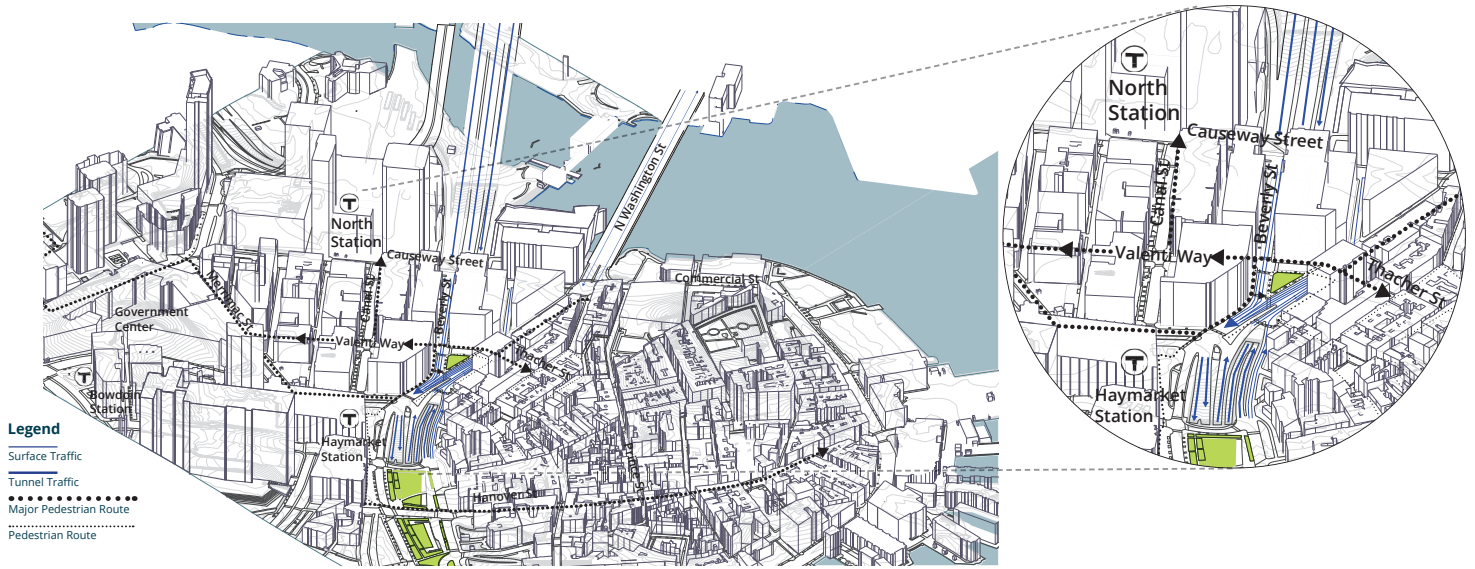 N Washington St
T
North
Station
Causeway Street
Commercial St
Merrimac St
Canal St
Beverly St
Government
Center
Valenti Way
Thacher St
T
Bowdoin
Station
T
Haymarket
Station
Hanover St
Legend
Surface Traffic
Tunnel Traffic
Major Pedestrian Route
Pedestrian Route
T
North
Station
Causeway Street
Canal St
Beverly St
Valenti Way
Thacher St
T
Haymarket
Station